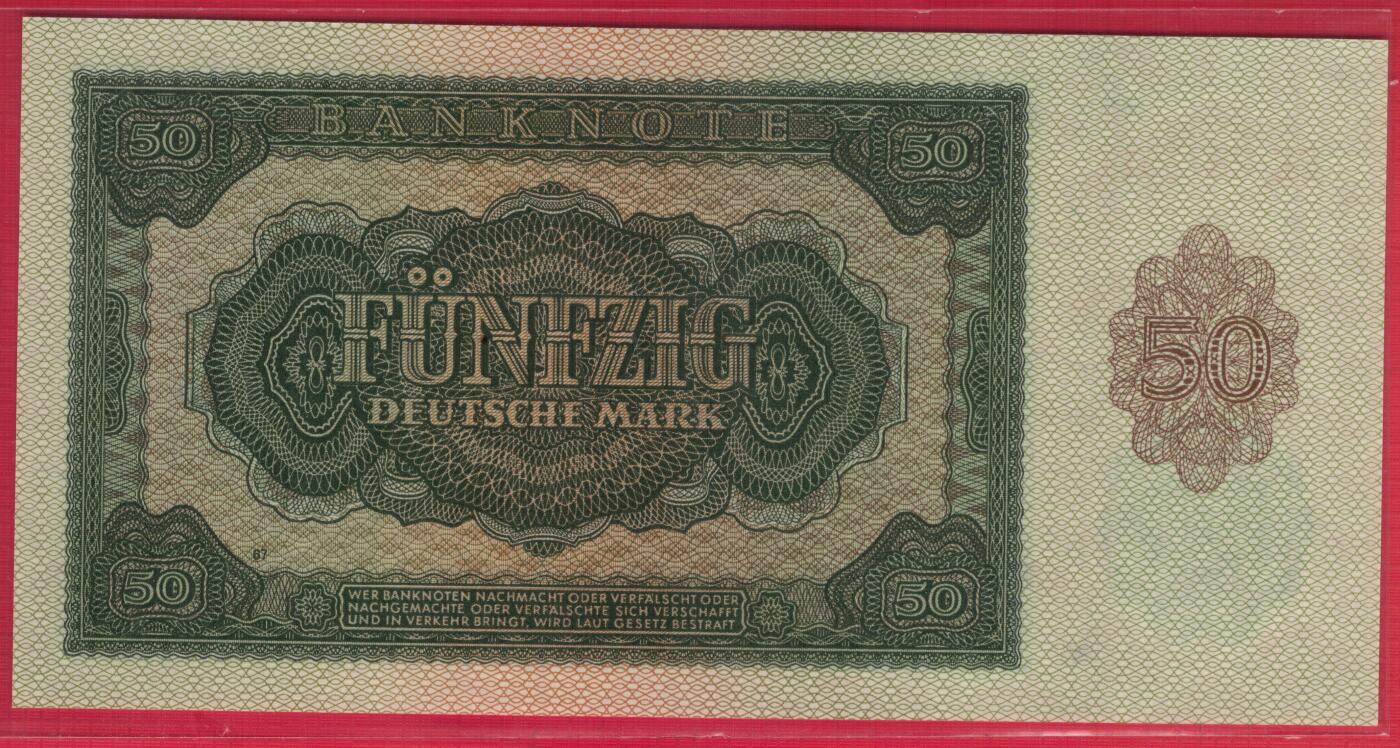 50 BANKNOTE 50
FÜNFZIG
DEUTSCHE MARK
50
67
50 50
WER BANKNOTEN NACHMACHT ODER VERFÄLSCHT ODER
NACHGEMACHTE ODER VERFÄLSCHTE SICH VERSCHAFFT
UND IN VERKEHR BRINGT, WIRD LAUT GESETZ BESTRAFT